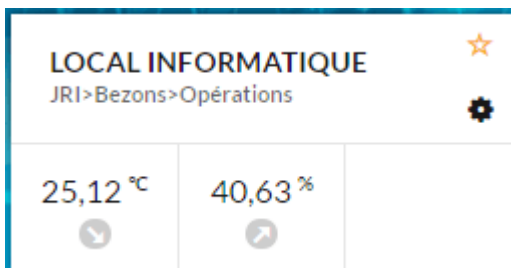 LOCAL INFORMATIQUE
JRI>Bezons>Opérations
25,12 °C 40,63 %